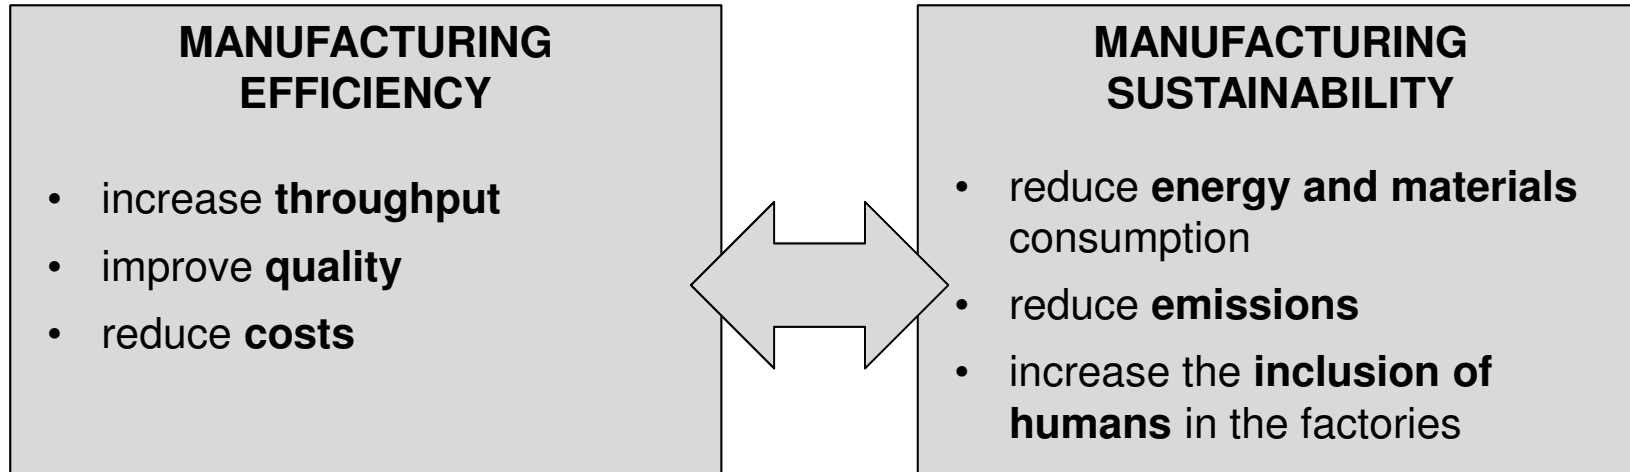 MANUFACTURING
EFFICIENCY
• increase throughput
• improve quality
• reduce costs
MANUFACTURING
SUSTAINABILITY
• reduce energy and materials
consumption
• reduce emissions
• increase the inclusion of
humans in the factories